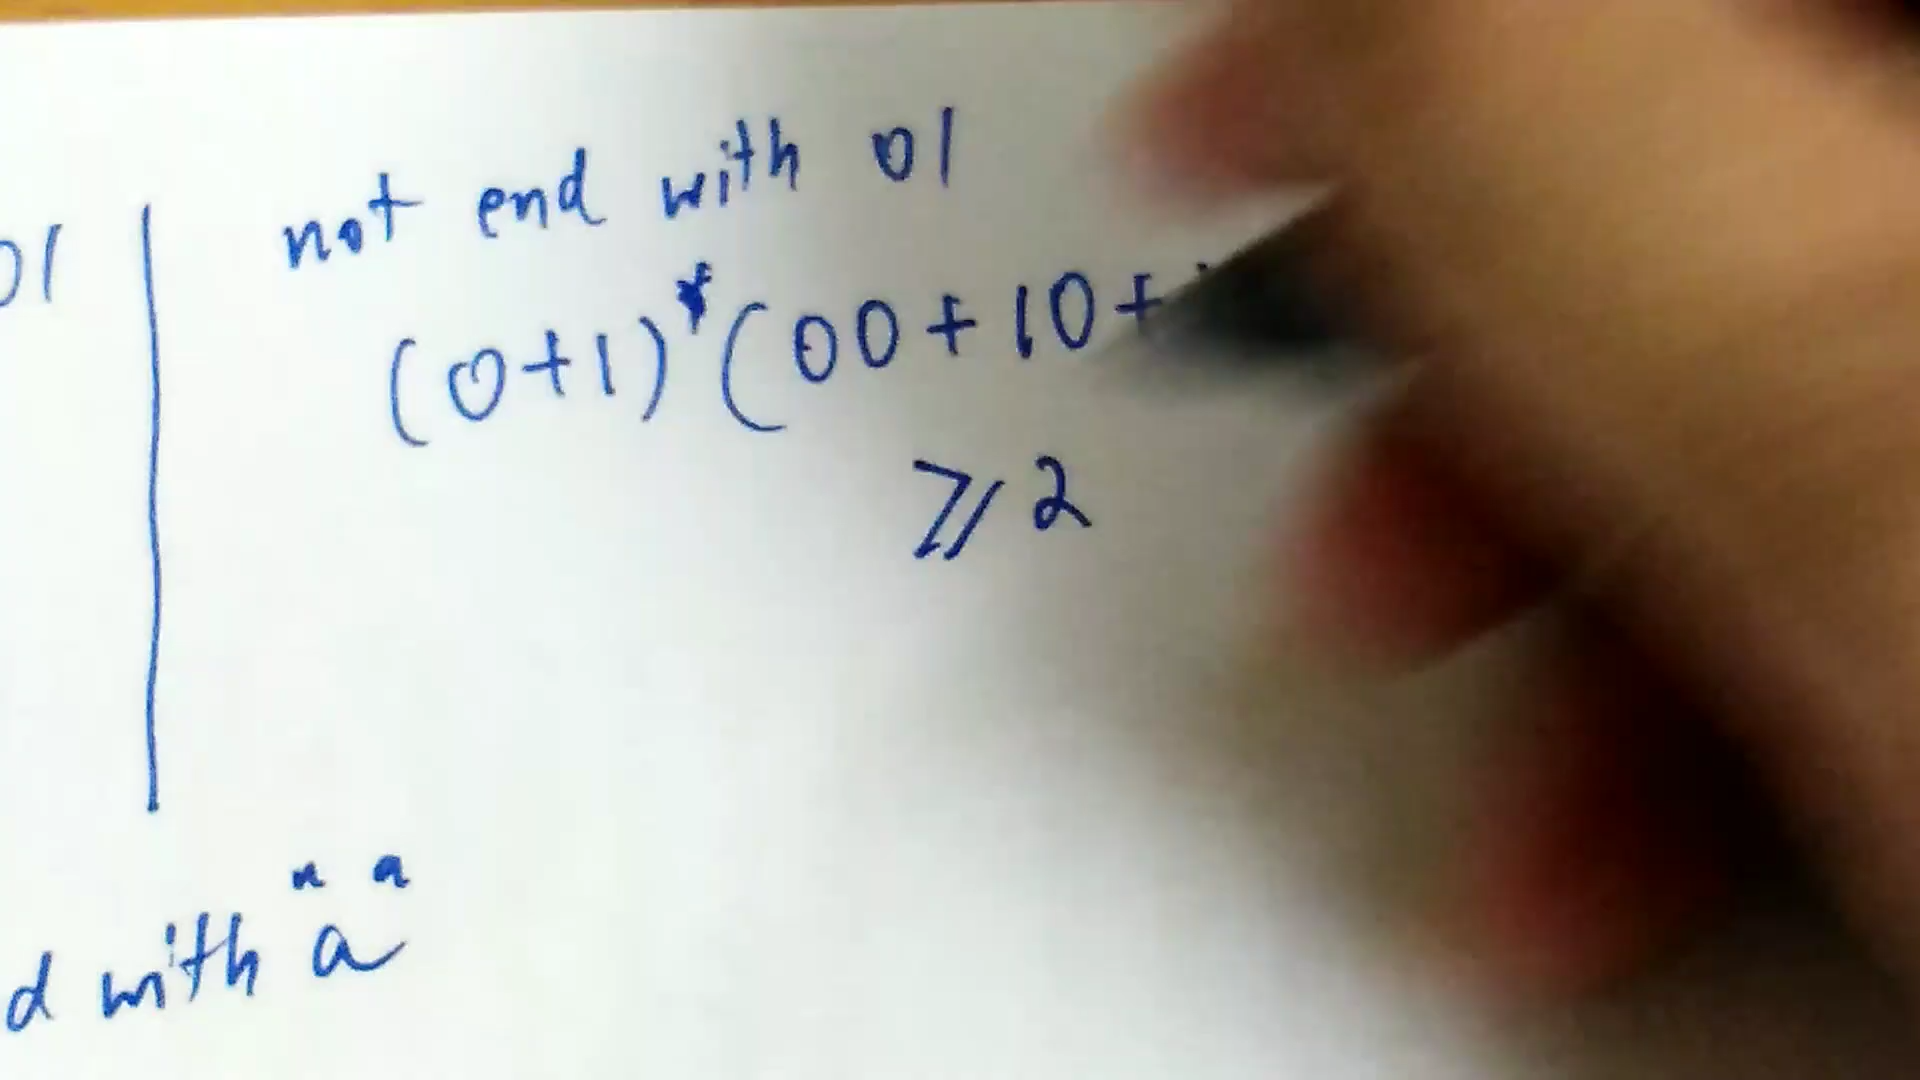 01
not end with 01
(0+1)*(00+10+
⩾2
a a
d with a